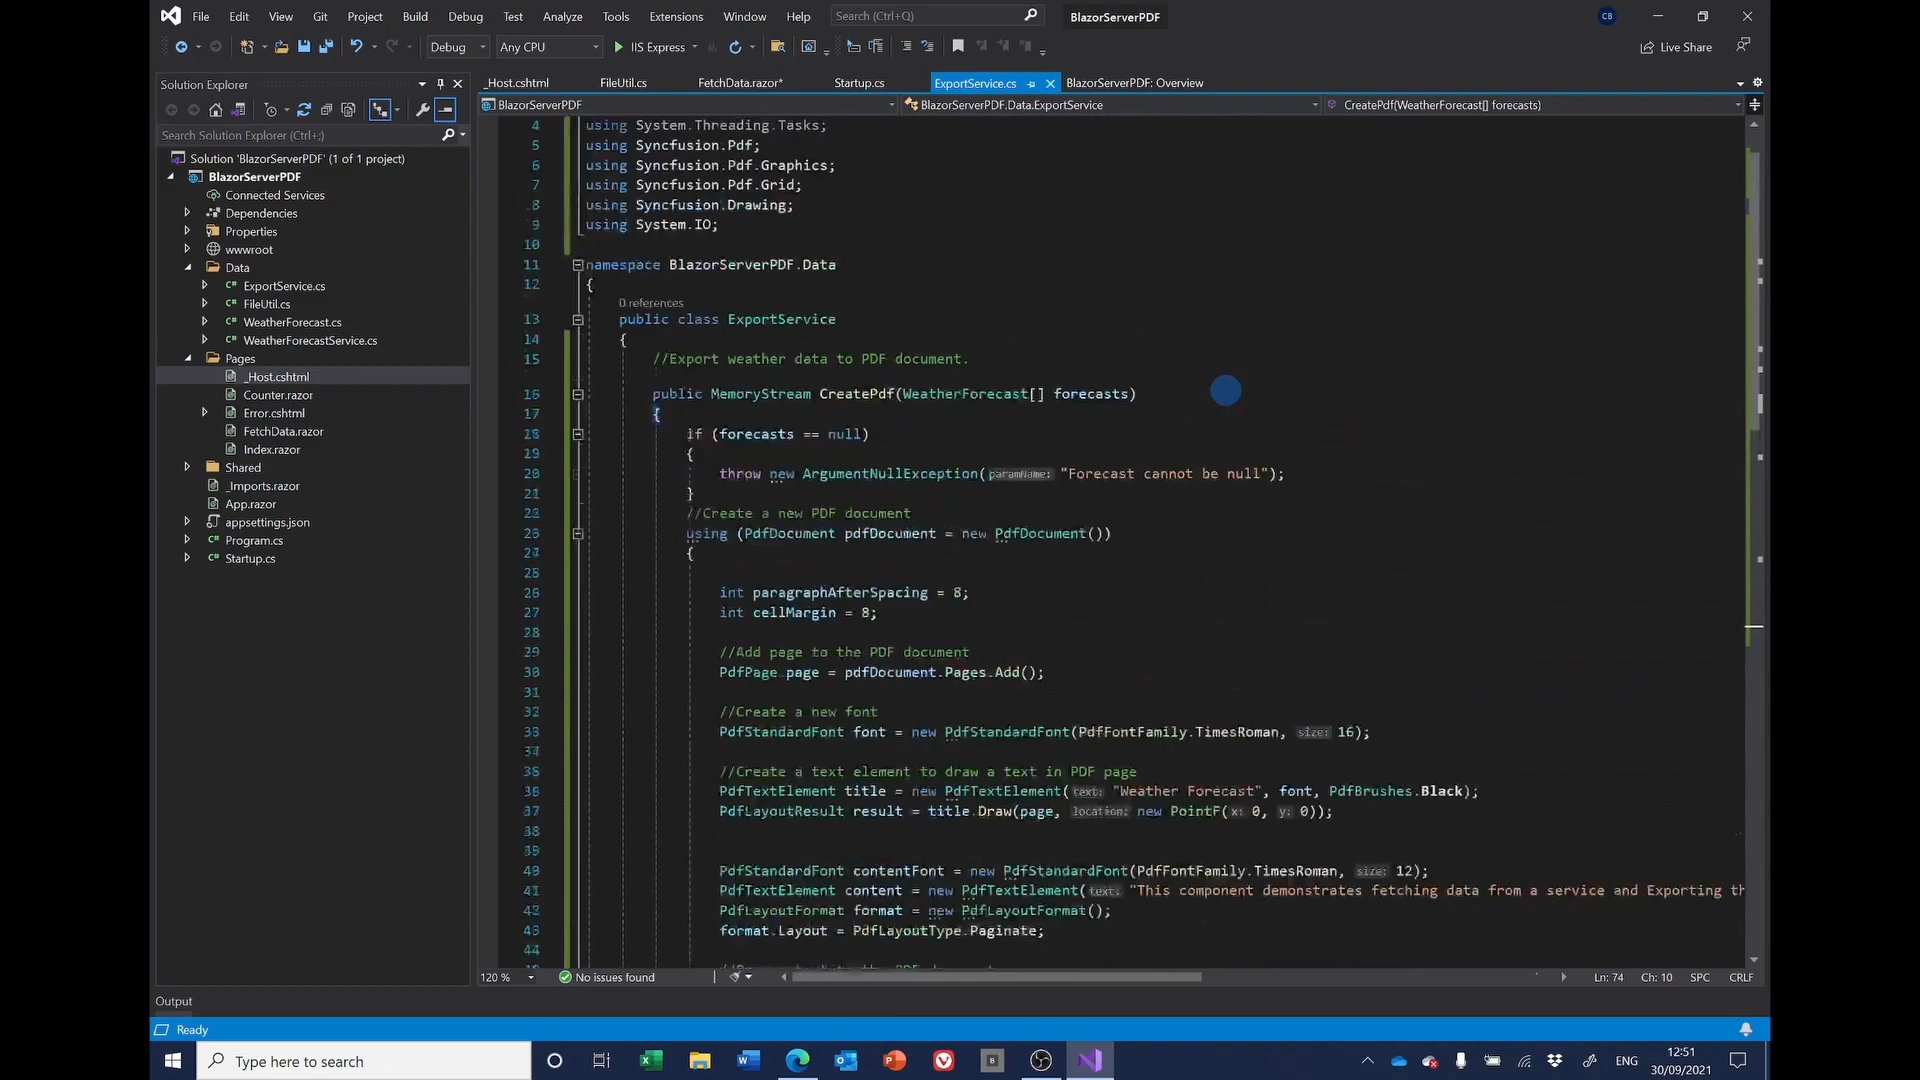 File Edit View Git Project Build Debug Test Analyze Tools Extensions Window Help Search (Ctrl+Q) BlazorServerPDF CB
Debug Any CPU IIS Express Live Share
Solution Explorer
Search Solution Explorer (Ctrl+;)
Solution 'BlazorServerPDF' (1 of 1 project)
BlazorServerPDF
Connected Services
Dependencies
Properties
wwwroot
Data
ExportService.cs
FileUtil.cs
WeatherForecast.cs
WeatherForecastService.cs
Pages
_Host.cshtml
Counter.razor
Error.cshtml
FetchData.razor
Index.razor
Shared
_Imports.razor
App.razor
appsettings.json
Program.cs
Startup.cs
_Host.cshtml FileUtil.cs FetchData.razor* Startup.cs ExportService.cs BlazorServerPDF: Overview
BlazorServerPDF BlazorServerPDF.Data.ExportService CreatePdf(WeatherForecast[] forecasts)
4 using System.Threading.Tasks;
5 using Syncfusion.Pdf;
6 using Syncfusion.Pdf.Graphics;
7 using Syncfusion.Pdf.Grid;
8 using Syncfusion.Drawing;
9 using System.IO;
10
11 namespace BlazorServerPDF.Data
12 {
0 references
13 public class ExportService
14 {
15 //Export weather data to PDF document.
16 public MemoryStream CreatePdf(WeatherForecast[] forecasts)
17 {
18 if (forecasts == null)
19 {
20 throw new ArgumentNullException(paramName: "Forecast cannot be null");
21 }
22 //Create a new PDF document
23 using (PdfDocument pdfDocument = new PdfDocument())
24 {
25
26 int paragraphAfterSpacing = 8;
27 int cellMargin = 8;
28
29 //Add page to the PDF document
30 PdfPage page = pdfDocument.Pages.Add();
31
32 //Create a new font
33 PdfStandardFont font = new PdfStandardFont(PdfFontFamily.TimesRoman, size: 16);
34
35 //Create a text element to draw a text in PDF page
36 PdfTextElement title = new PdfTextElement(text: "Weather Forecast", font, PdfBrushes.Black);
37 PdfLayoutResult result = title.Draw(page, location: new PointF(x: 0, y: 0));
38
39
40 PdfStandardFont contentFont = new PdfStandardFont(PdfFontFamily.TimesRoman, size: 12);
41 PdfTextElement content = new PdfTextElement(text: "This component demonstrates fetching data from a service and Exporting th
42 PdfLayoutFormat format = new PdfLayoutFormat();
43 format.Layout = PdfLayoutType.Paginate;
44
120 % No issues found Ln: 74 Ch: 10 SPC CRLF
Output
Ready
Type here to search ENG 12:51
30/09/2021